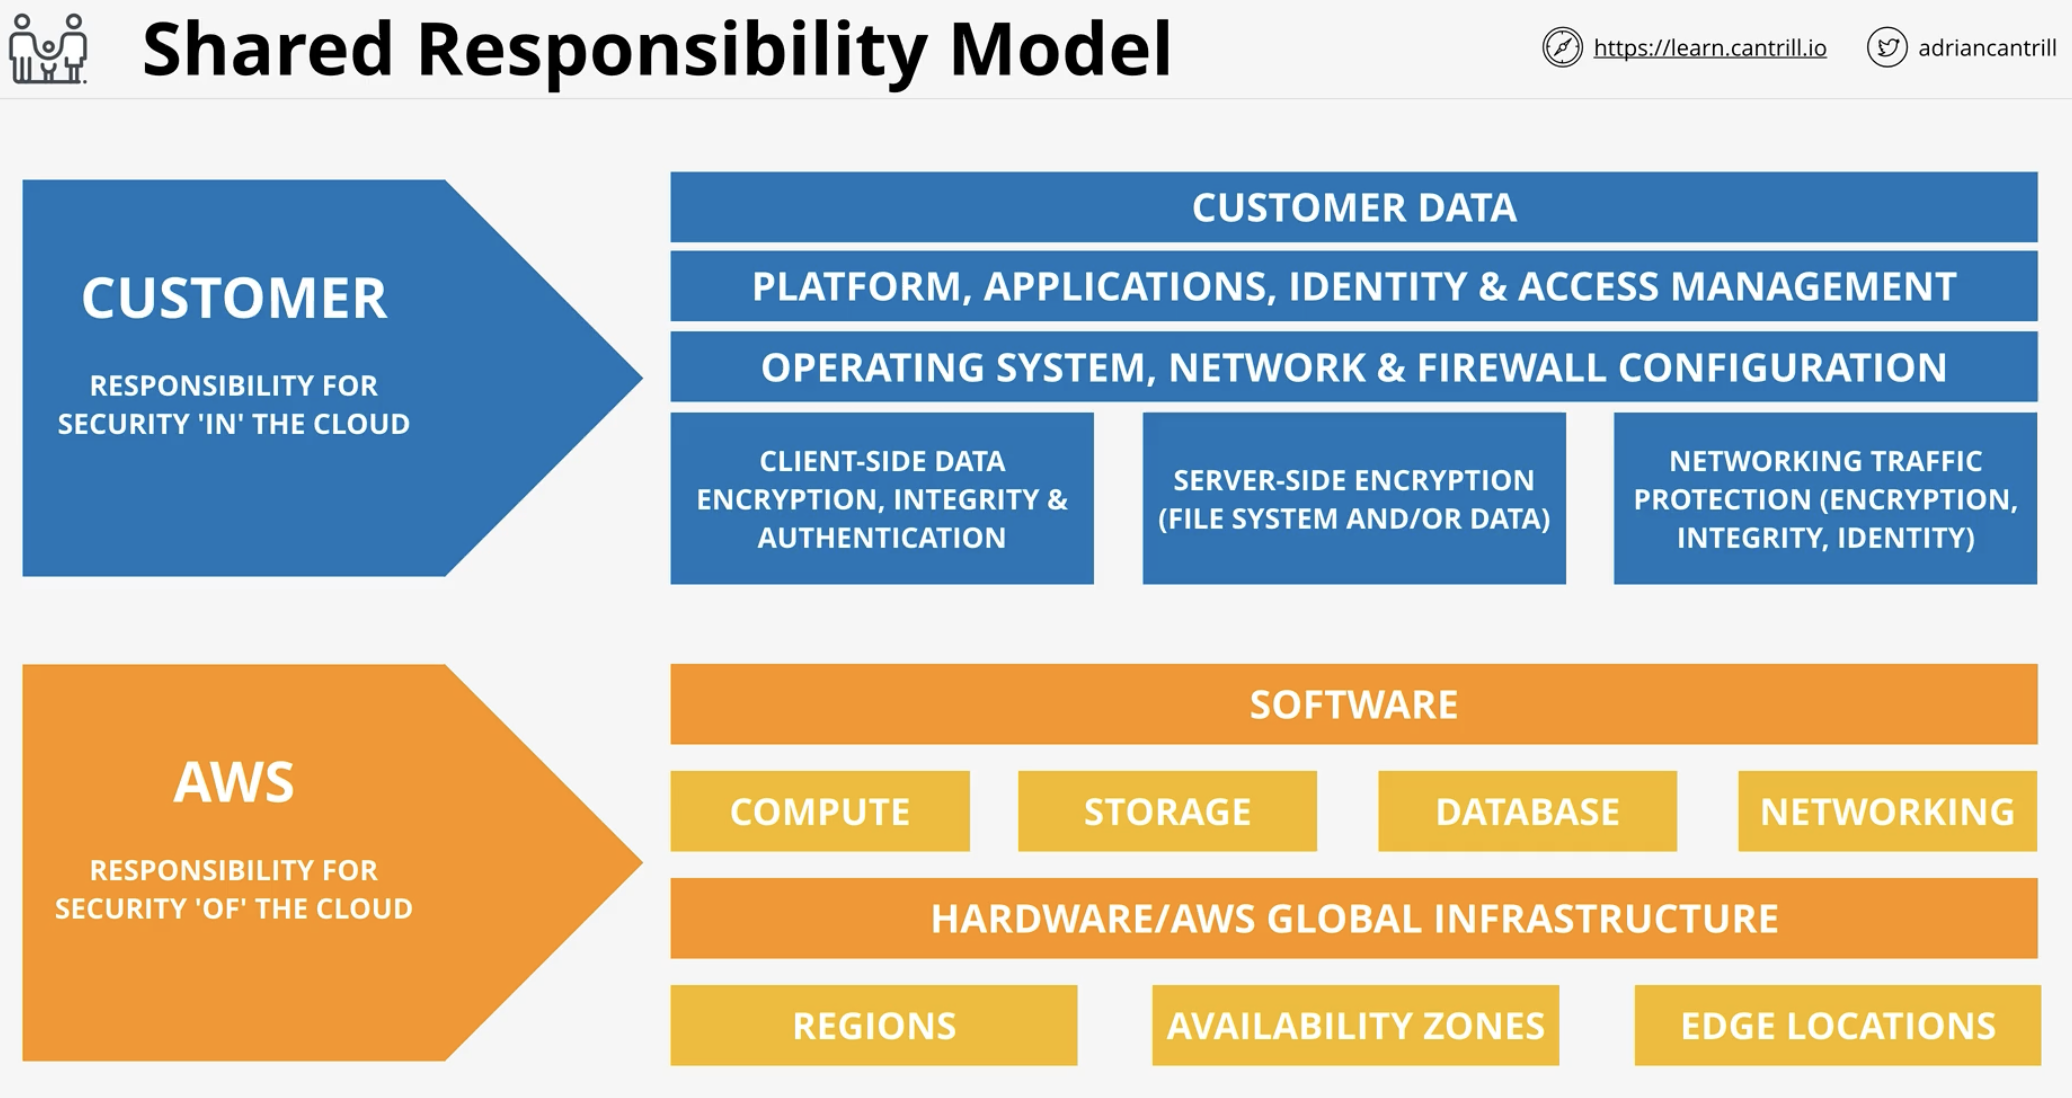 Shared Responsibility Model
https://learn.cantrill.io
adriancantrill
CUSTOMER
RESPONSIBILITY FOR
SECURITY 'IN' THE CLOUD
CUSTOMER DATA
PLATFORM, APPLICATIONS, IDENTITY & ACCESS MANAGEMENT
OPERATING SYSTEM, NETWORK & FIREWALL CONFIGURATION
CLIENT-SIDE DATA
ENCRYPTION, INTEGRITY &
AUTHENTICATION
SERVER-SIDE ENCRYPTION
(FILE SYSTEM AND/OR DATA)
NETWORKING TRAFFIC
PROTECTION (ENCRYPTION,
INTEGRITY, IDENTITY)
AWS
RESPONSIBILITY FOR
SECURITY 'OF' THE CLOUD
SOFTWARE
COMPUTE
STORAGE
DATABASE
NETWORKING
HARDWARE/AWS GLOBAL INFRASTRUCTURE
REGIONS
AVAILABILITY ZONES
EDGE LOCATIONS